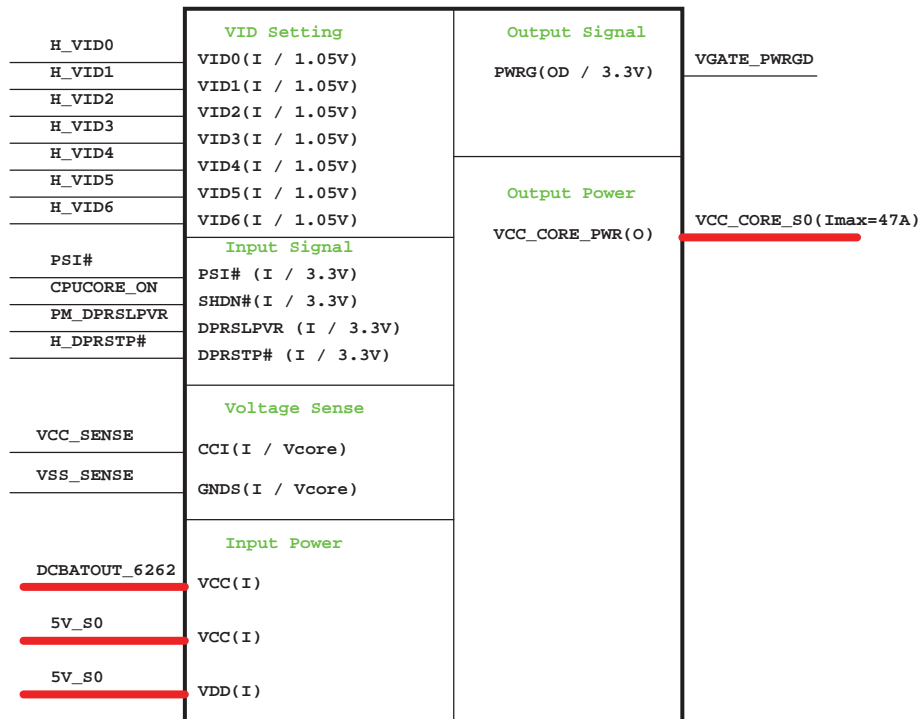 VID Setting
H_VID0
VID0(I / 1.05V)
H_VID1
VID1(I / 1.05V)
H_VID2
VID2(I / 1.05V)
H_VID3
VID3(I / 1.05V)
H_VID4
VID4(I / 1.05V)
H_VID5
VID5(I / 1.05V)
H_VID6
VID6(I / 1.05V)
Input Signal
PSI#
PSI# (I / 3.3V)
CPUCORE_ON
SHDN#(I / 3.3V)
PM_DPRSLPVR
DPRSLPVR (I / 3.3V)
H_DPRSTP#
DPRSTP# (I / 3.3V)
Voltage Sense
VCC_SENSE
CCI(I / Vcore)
VSS_SENSE
GNDS(I / Vcore)
Input Power
DCBATOUT_6262
VCC(I)
5V_S0
VCC(I)
5V_S0
VDD(I)
Output Signal
PWRG(OD / 3.3V)
VGATE_PWRGD
Output Power
VCC_CORE_PWR(O)
VCC_CORE_S0(Imax=47A)